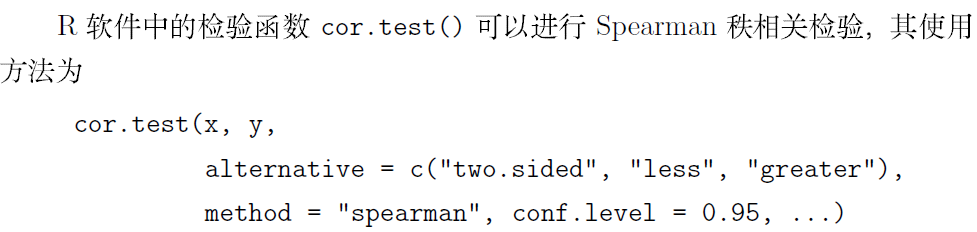 R 软件中的检验函数 cor.test() 可以进行 Spearman 秩相关检验, 其使用
方法为
cor.test(x, y,
alternative = c("two.sided", "less", "greater"),
method = "spearman", conf.level = 0.95, ...)